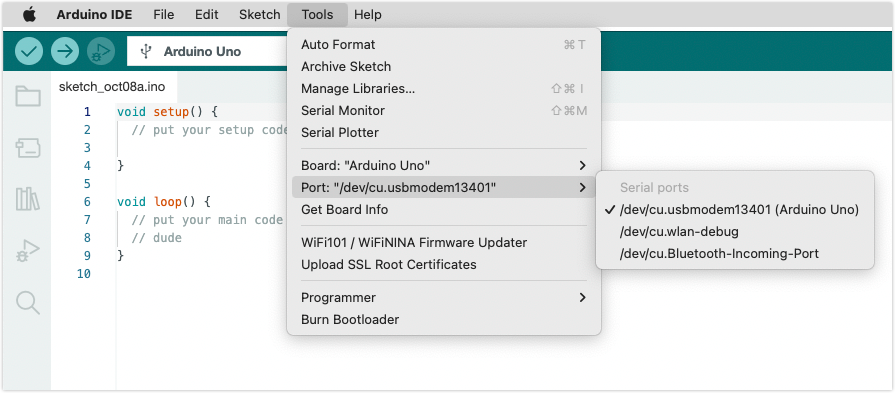 Arduino IDE File Edit Sketch Tools Help
Arduino Uno
sketch_oct08a.ino
1 void setup() {
2 // put your setup code
3
4 }
5
6 void loop() {
7 // put your main code
8 // dude
9 }
10
Auto Format ⌘ T
Archive Sketch
Manage Libraries... ⇧⌘ I
Serial Monitor ⇧⌘M
Serial Plotter
Board: "Arduino Uno"
Port: "/dev/cu.usbmodem13401"
Get Board Info
WiFi101 / WiFiNINA Firmware Updater
Upload SSL Root Certificates
Programmer
Burn Bootloader
Serial ports
✓ /dev/cu.usbmodem13401 (Arduino Uno)
/dev/cu.wlan-debug
/dev/cu.Bluetooth-Incoming-Port